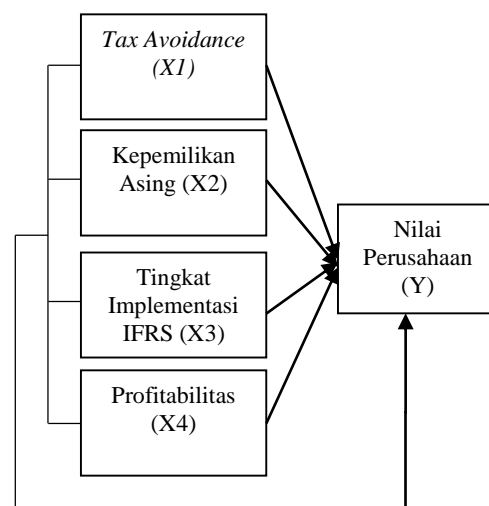 Tax Avoidance
(X1)
Kepemilikan
Asing (X2)
Tingkat
Implementasi
IFRS (X3)
Profitabilitas
(X4)
Nilai
Perusahaan
(Y)